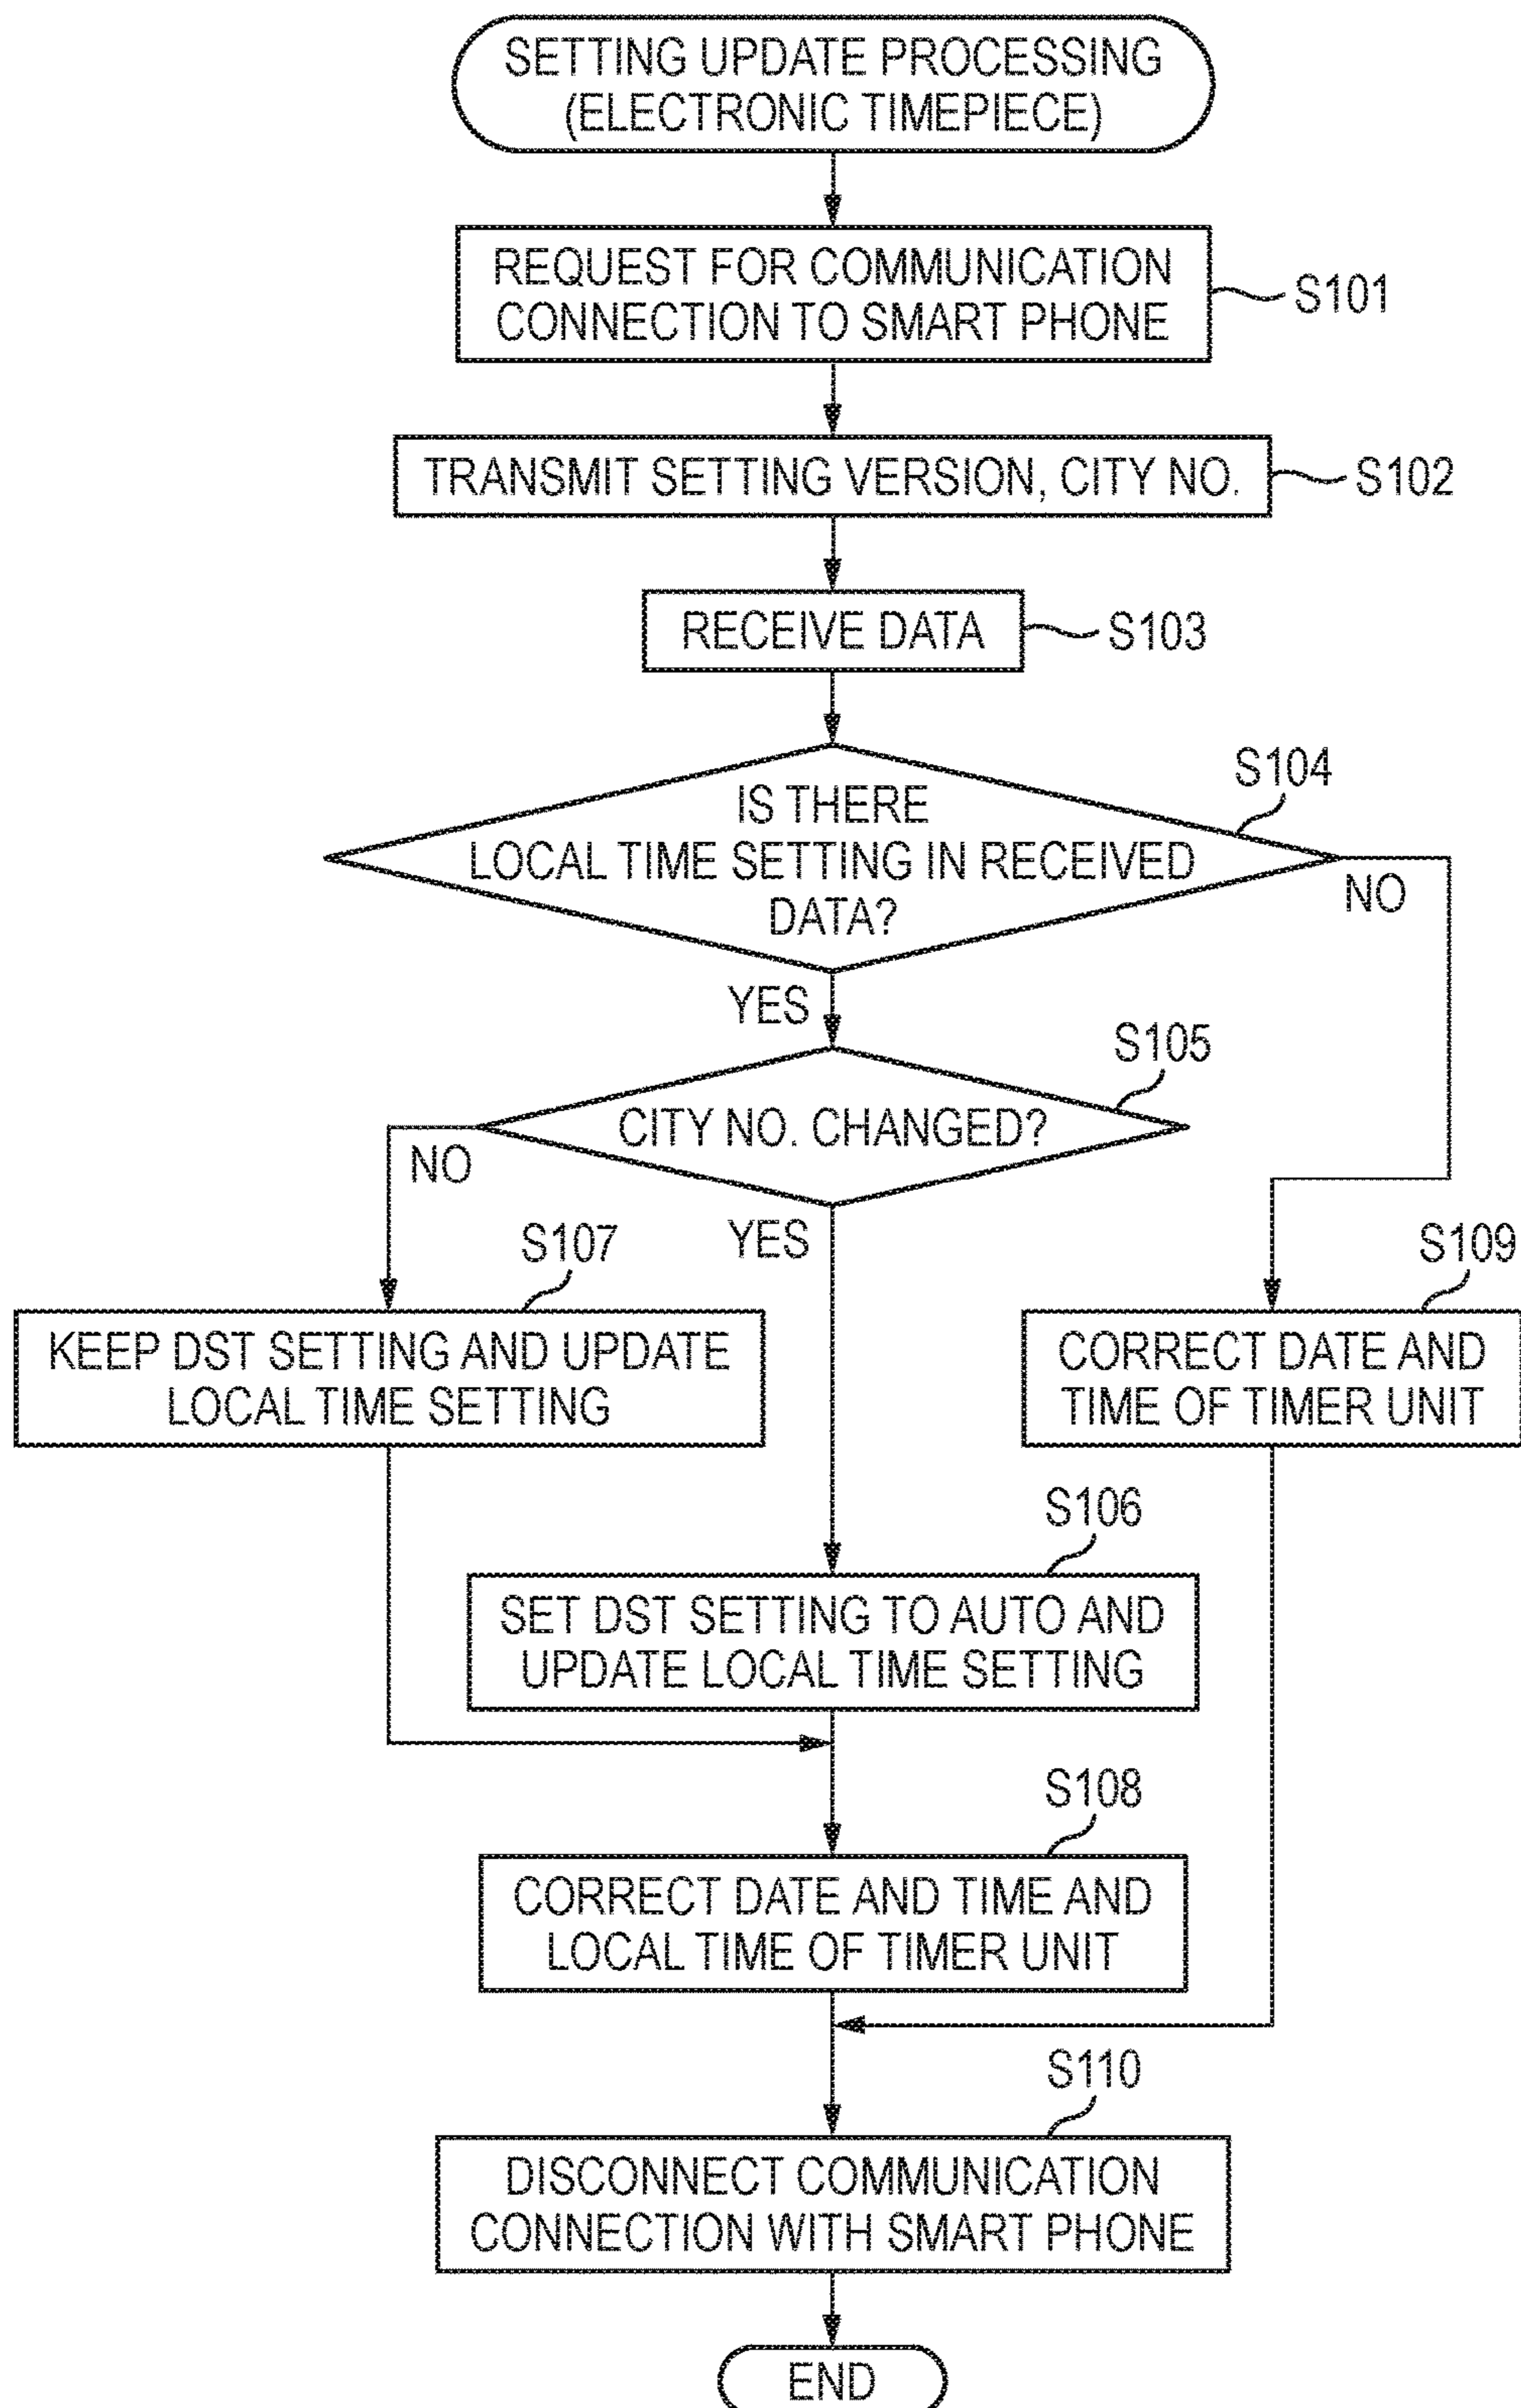 SETTING UPDATE PROCESSING
(ELECTRONIC TIMEPIECE)
REQUEST FOR COMMUNICATION
CONNECTION TO SMART PHONE
S101
TRANSMIT SETTING VERSION, CITY NO.
S102
RECEIVE DATA
S103
S104
IS THERE
LOCAL TIME SETTING IN RECEIVED
DATA?
NO
YES
S105
CITY NO. CHANGED?
NO
YES
S107
KEEP DST SETTING AND UPDATE
LOCAL TIME SETTING
S109
CORRECT DATE AND
TIME OF TIMER UNIT
S106
SET DST SETTING TO AUTO AND
UPDATE LOCAL TIME SETTING
S108
CORRECT DATE AND TIME AND
LOCAL TIME OF TIMER UNIT
S110
DISCONNECT COMMUNICATION
CONNECTION WITH SMART PHONE
END